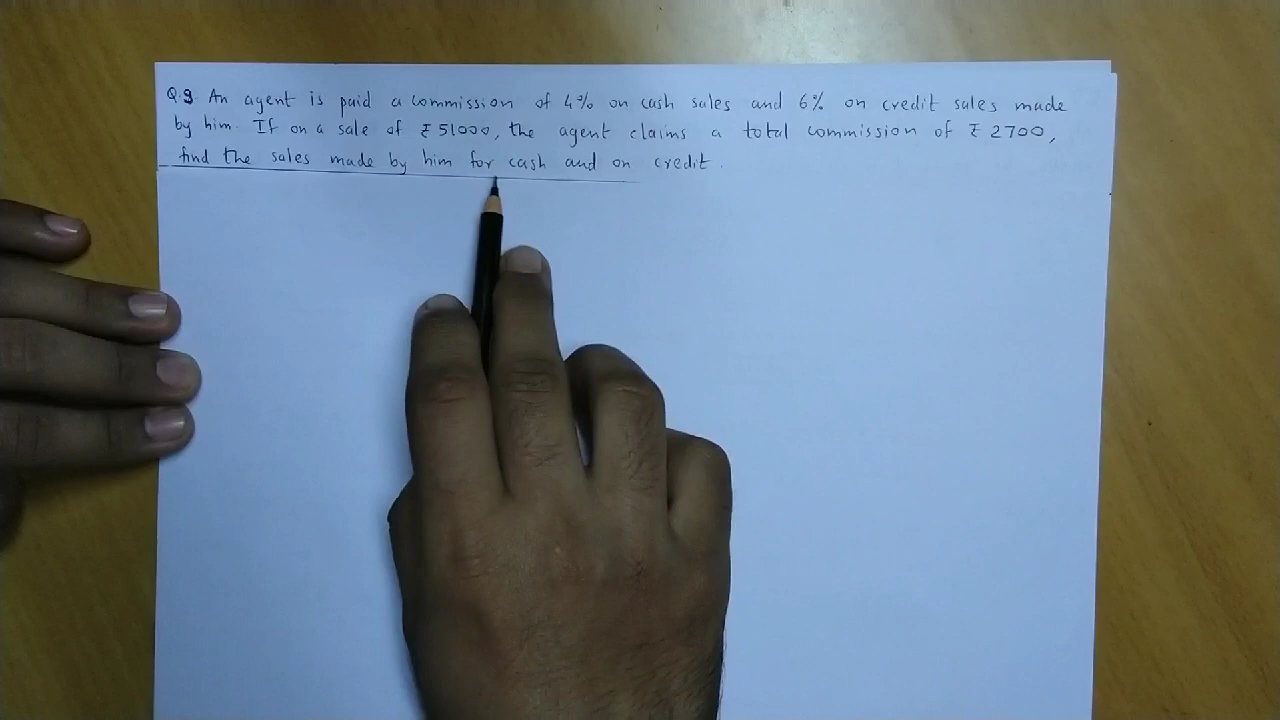 Q.9 An agent is paid a commission of 4% on cash sales and 6% on credit sales made
by him. If on a sale of ₹ 51000, the agent claims a total commission of ₹ 2700,
find the sales made by him for cash and on credit.